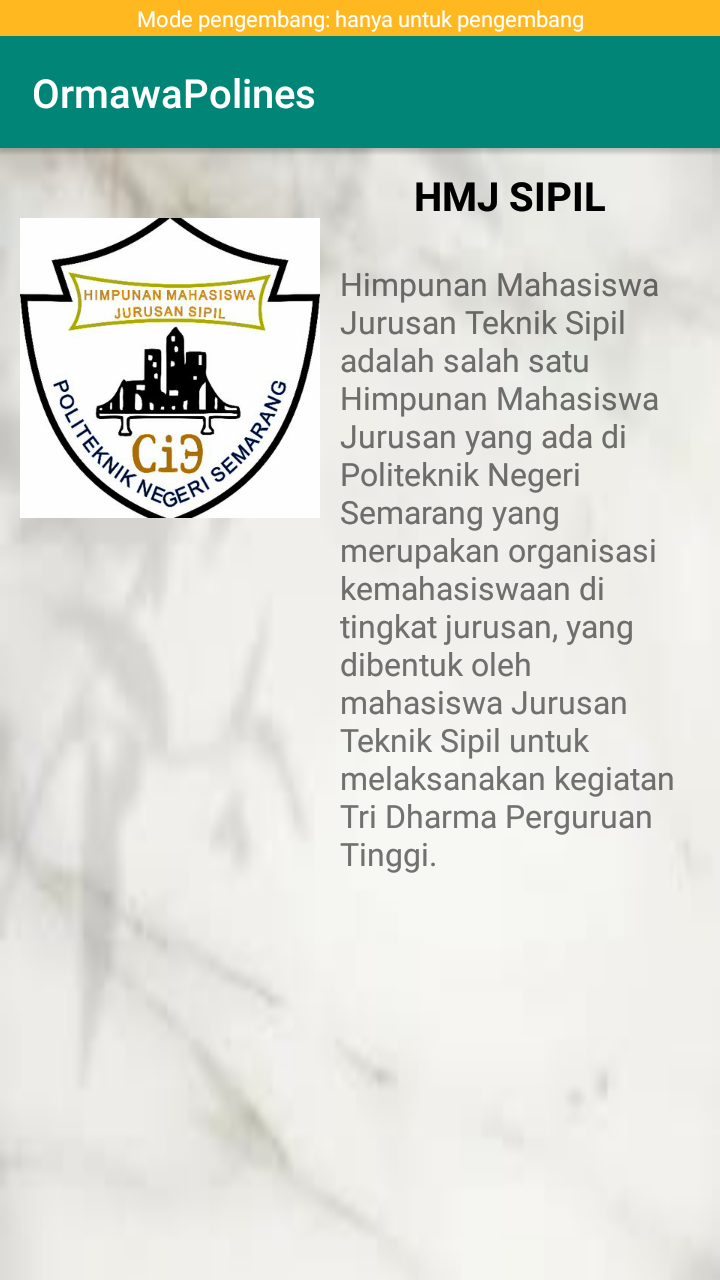 Mode pengembang: hanya untuk pengembang
OrmawaPolines
HMJ SIPIL
HIMPUNAN MAHASISWA
JURUSAN SIPIL
Ci3
POLITEKNIK NEGERI SEMARANG
Himpunan Mahasiswa
Jurusan Teknik Sipil
adalah salah satu
Himpunan Mahasiswa
Jurusan yang ada di
Politeknik Negeri
Semarang yang
merupakan organisasi
kemahasiswaan di
tingkat jurusan, yang
dibentuk oleh
mahasiswa Jurusan
Teknik Sipil untuk
melaksanakan kegiatan
Tri Dharma Perguruan
Tinggi.